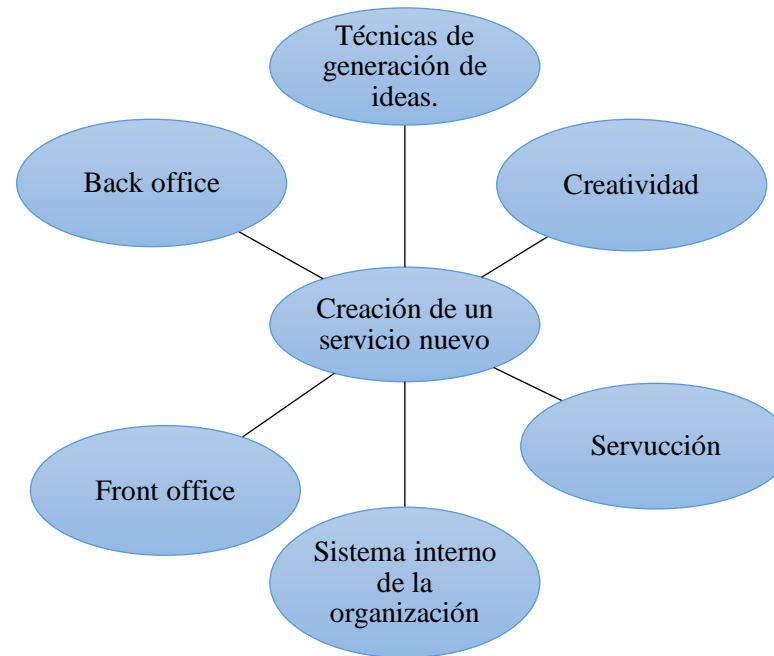 Técnicas de
generación de
ideas.
Back office
Creatividad
Creación de un
servicio nuevo
Servucción
Front office
Sistema interno
de la
organización